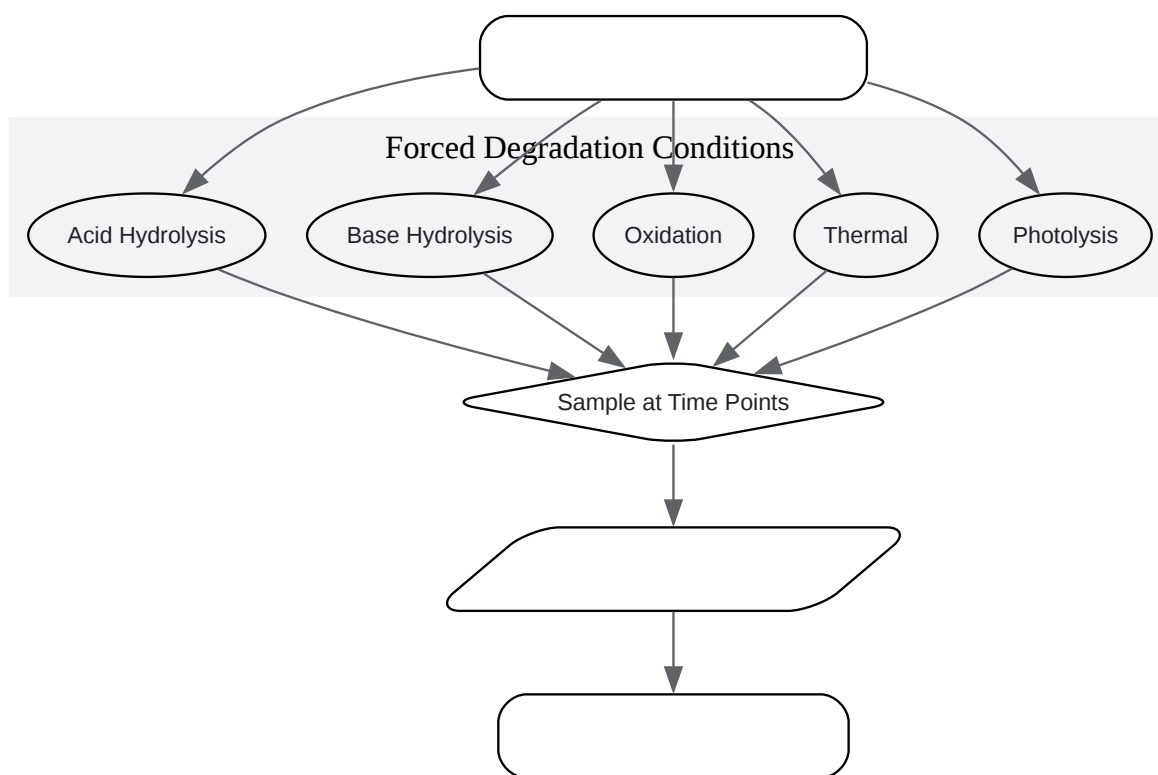 Forced Degradation Conditions
Acid Hydrolysis
Base Hydrolysis
Oxidation
Thermal
Photolysis
Sample at Time Points